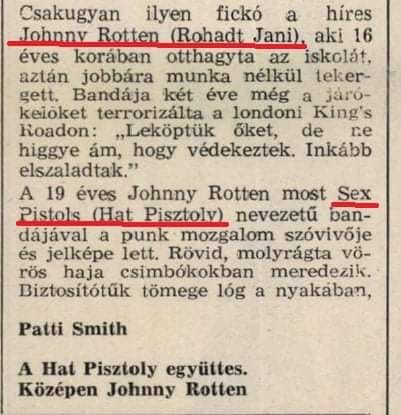 Csakugyan ilyen fickó a híres
Johnny Rotten (Rohadt Jani), aki 16
éves korában otthagyta az iskolát,
aztán jobbára munka nélkül teker-
gett. Bandája két éve még a járó-
kelőket terrorizálta a londoni King's
Roadon: „Leköptük őket, de ne
higgye ám, hogy védekeztek. Inkább
elszaladtak.”
A 19 éves Johnny Rotten most Sex
Pistols (Hat Pisztoly) nevezetű ban-
dájával a punk mozgalom szóvivője
és jelképe lett. Rövid, molyrágta vö-
rös haja csimbókokban meredezik.
Biztosítótűk tömege lóg a nyakában,
Patti Smith
A Hat Pisztoly együttes.
Középen Johnny Rotten